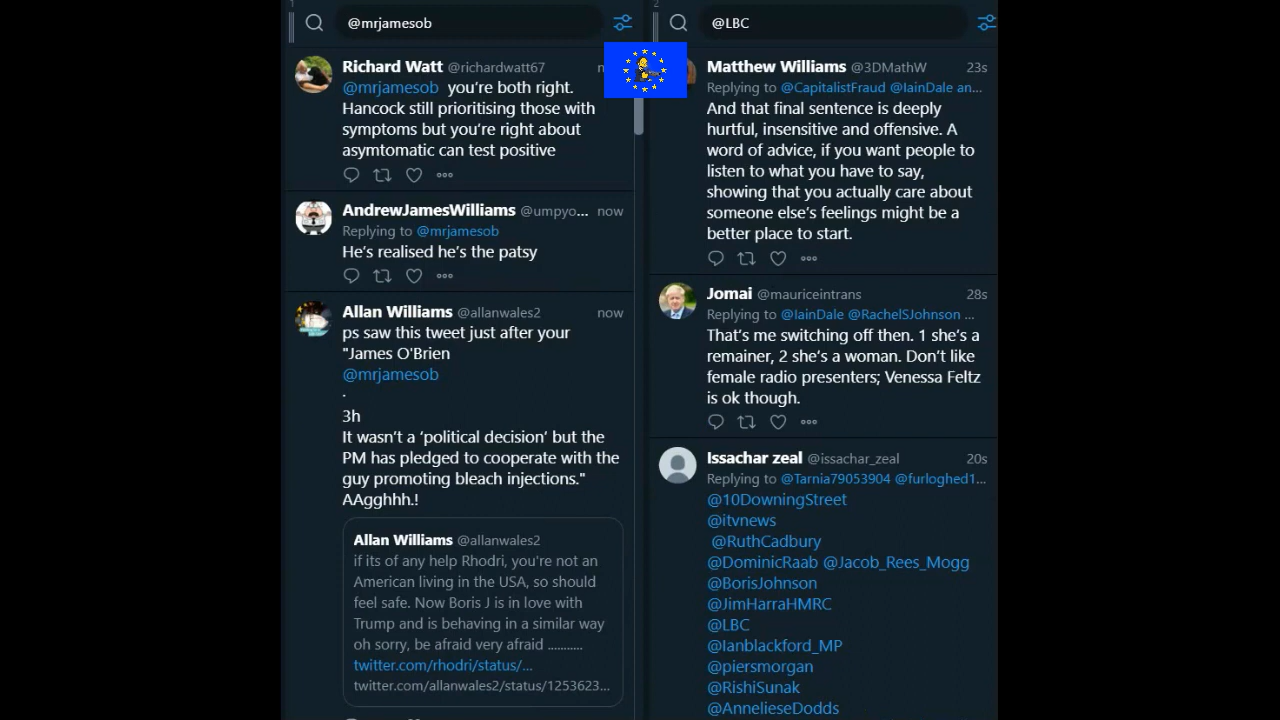 1
@mrjamesob
Richard Watt @richardwatt67
@mrjamesob you're both right.
Hancock still prioritising those with
symptoms but you're right about
asymtomatic can test positive
AndrewJamesWilliams @umpyo... now
Replying to @mrjamesob
He's realised he's the patsy
Allan Williams @allanwales2 now
ps saw this tweet just after your
"James O'Brien
@mrjamesob
.
3h
It wasn't a 'political decision' but the
PM has pledged to cooperate with the
guy promoting bleach injections."
AAgghhh.!
Allan Williams @allanwales2
if its of any help Rhodri, you're not an
American living in the USA, so should
feel safe. Now Boris J is in love with
Trump and is behaving in a similar way
oh sorry, be afraid very afraid ...........
twitter.com/rhodri/status/...
twitter.com/allanwales2/status/1253623...
2
@LBC
Matthew Williams @3DMathW 23s
Replying to @CapitalistFraud @IainDale an...
And that final sentence is deeply
hurtful, insensitive and offensive. A
word of advice, if you want people to
listen to what you have to say,
showing that you actually care about
someone else's feelings might be a
better place to start.
Jomai @mauriceintrans 28s
Replying to @IainDale @RachelSJohnson ...
That's me switching off then. 1 she's a
remainer, 2 she's a woman. Don't like
female radio presenters; Venessa Feltz
is ok though.
Issachar zeal @issachar_zeal 20s
Replying to @Tarnia79053904 @furloghed1...
@10DowningStreet
@itvnews
@RuthCadbury
@DominicRaab @Jacob_Rees_Mogg
@BorisJohnson
@JimHarraHMRC
@LBC
@Ianblackford_MP
@piersmorgan
@RishiSunak
@AnnelieseDodds